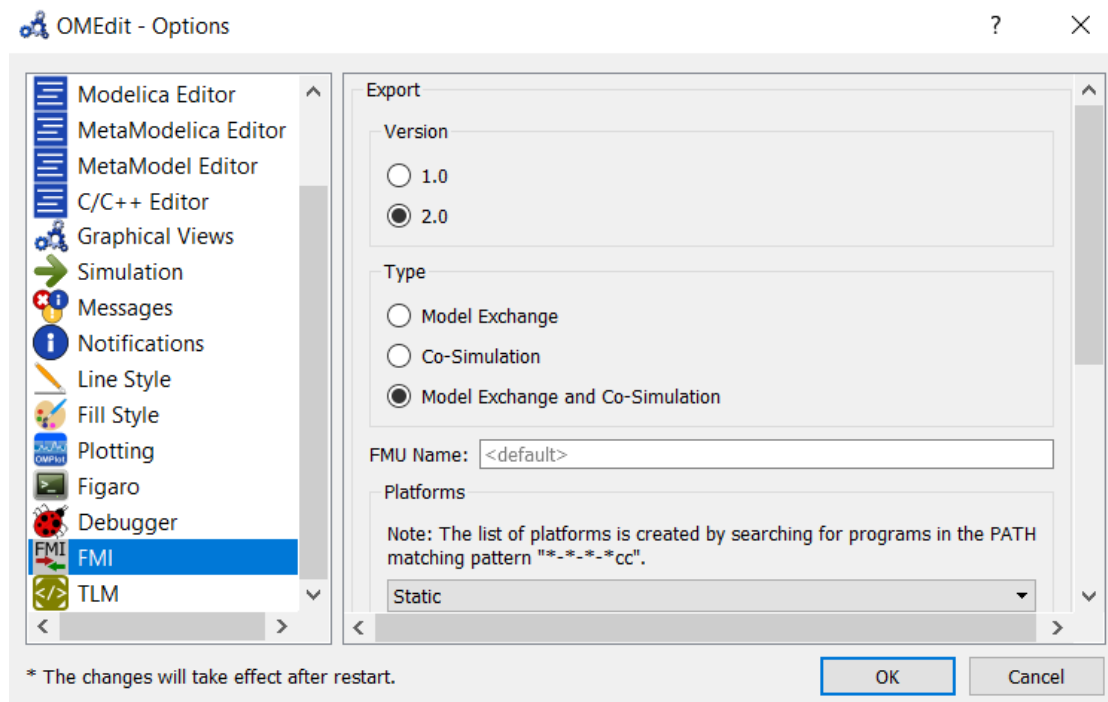 OMEdit - Options
?
Modelica Editor
MetaModelica Editor
MetaModel Editor
C/C++ Editor
Graphical Views
Simulation
Messages
Notifications
Line Style
Fill Style
OMPlot
Plotting
Figaro
Debugger
FMI
FMI
TLM
Export
Version
1.0
2.0
Type
Model Exchange
Co-Simulation
Model Exchange and Co-Simulation
FMU Name: <default>
Platforms
Note: The list of platforms is created by searching for programs in the PATH
matching pattern "*-*-*-*cc".
Static
* The changes will take effect after restart.
OK
Cancel